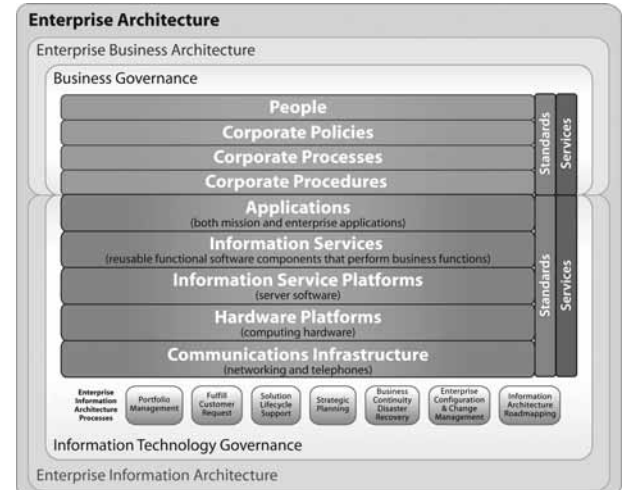 Enterprise Architecture
Enterprise Business Architecture
Business Governance
People
Corporate Policies
Corporate Processes
Corporate Procedures
Standards
Services
Applications
(both mission and enterprise applications)
Information Services
(reusable functional software components that perform business functions)
Information Service Platforms
(server software)
Hardware Platforms
(computing hardware)
Communications Infrastructure
(networking and telephones)
Standards
Services
Enterprise
Information
Architecture
Processes
Portfolio
Management
Fulfill
Customer
Request
Solution
Lifecycle
Support
Strategic
Planning
Business
Continuity
Disaster
Recovery
Enterprise
Configuration
& Change
Management
Information
Architecture
Roadmapping
Information Technology Governance
Enterprise Information Architecture